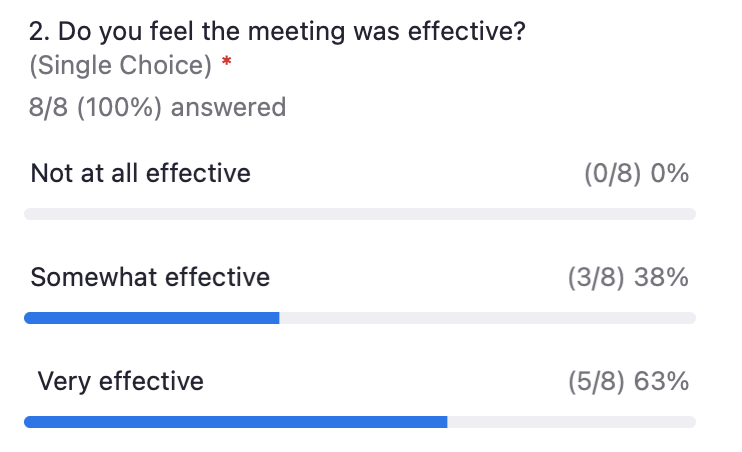 2. Do you feel the meeting was effective?
(Single Choice) *
8/8 (100%) answered
Not at all effective (0/8) 0%
Somewhat effective (3/8) 38%
Very effective (5/8) 63%